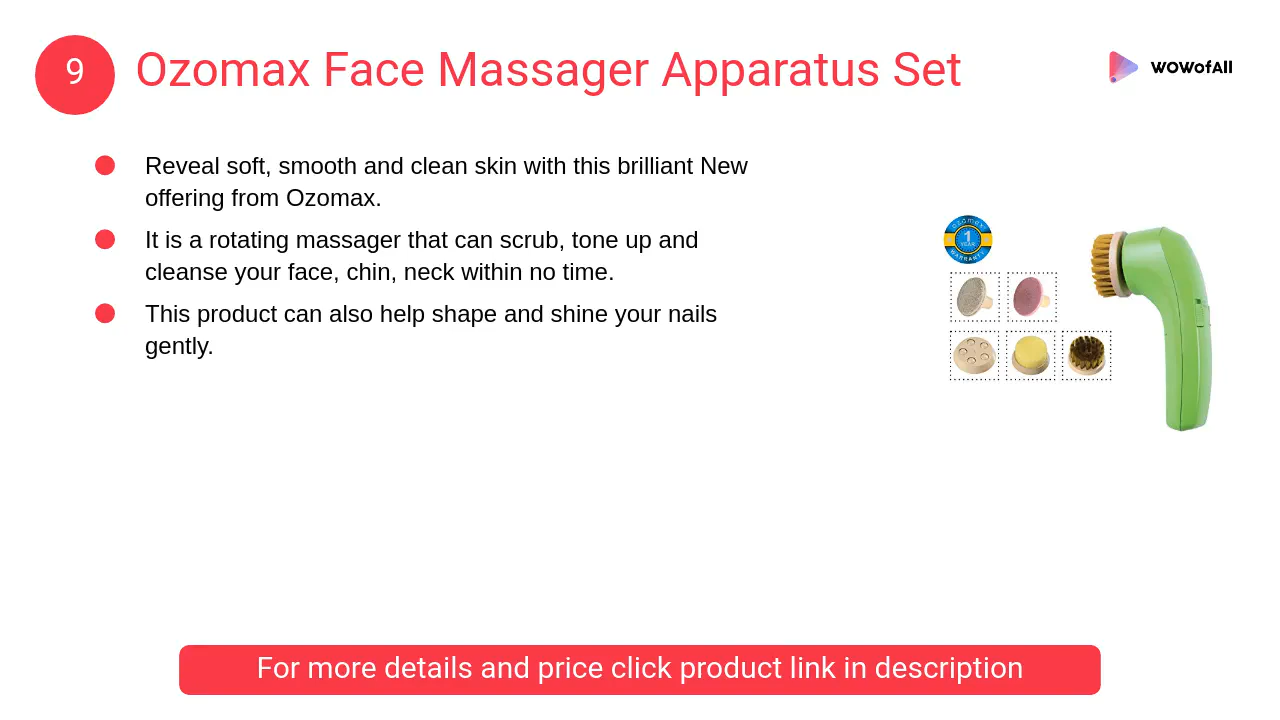 9
Ozomax Face Massager Apparatus Set
WOWofAll
Reveal soft, smooth and clean skin with this brilliant New
offering from Ozomax.
It is a rotating massager that can scrub, tone up and
cleanse your face, chin, neck within no time.
This product can also help shape and shine your nails
gently.
ozomax
1
YEAR
WARRANTY
For more details and price click product link in description